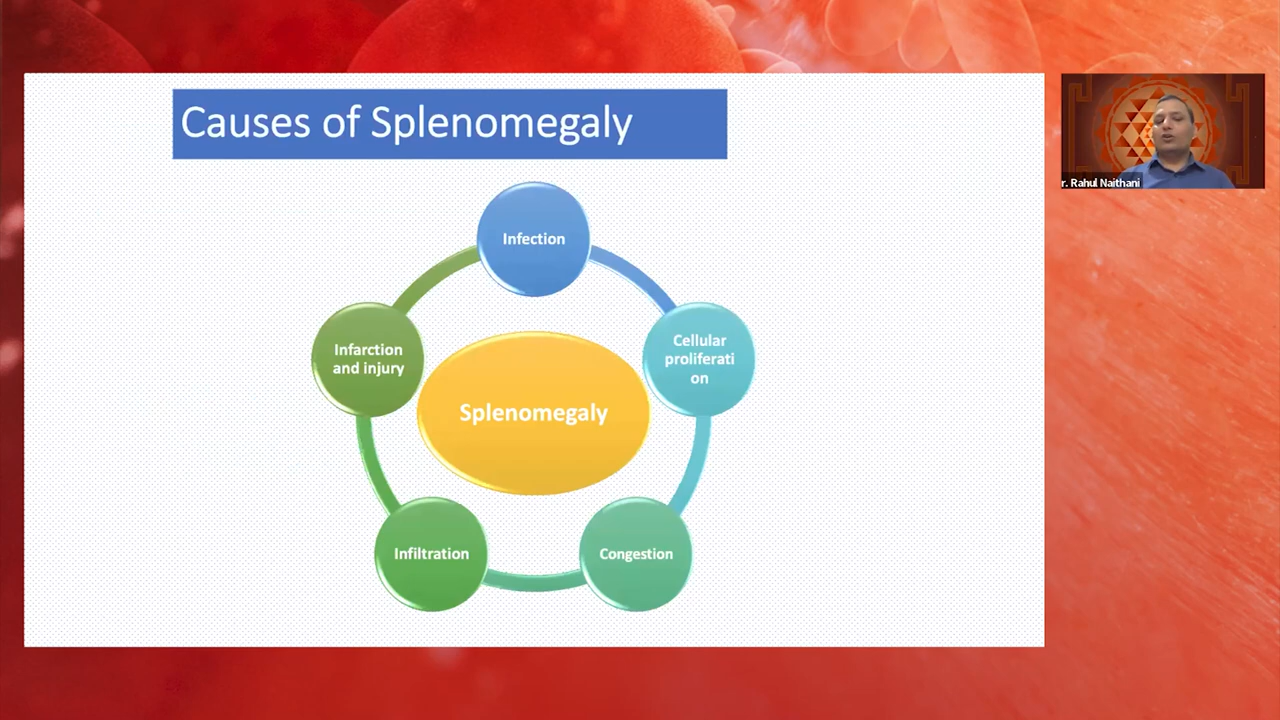 Causes of Splenomegaly
Infection
Cellular
proliferati
on
Infarction
and injury
Splenomegaly
Infiltration
Congestion
r. Rahul Naithani